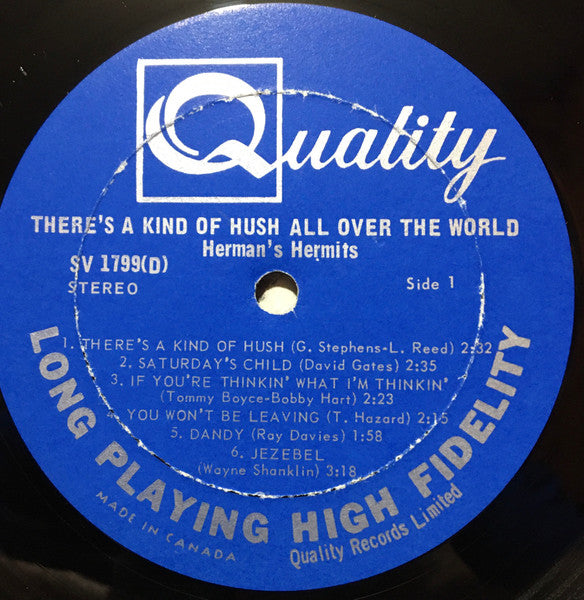 Quality
THERE'S A KIND OF HUSH ALL OVER THE WORLD
Herman's Hermits
SV 1799(D)
STEREO
Side 1
1. THERE'S A KIND OF HUSH (G. Stephens-L. Reed) 2:32
2. SATURDAY'S CHILD (David Gates) 2:35
3. IF YOU'RE THINKIN' WHAT I'M THINKIN'
(Tommy Boyce-Bobby Hart) 2:23
4. YOU WON'T BE LEAVING (T. Hazard) 2:15
5. DANDY (Ray Davies) 1:58
6. JEZEBEL
(Wayne Shanklin) 3:18
LONG PLAYING HIGH FIDELITY
MADE IN CANADA
Quality Records Limited